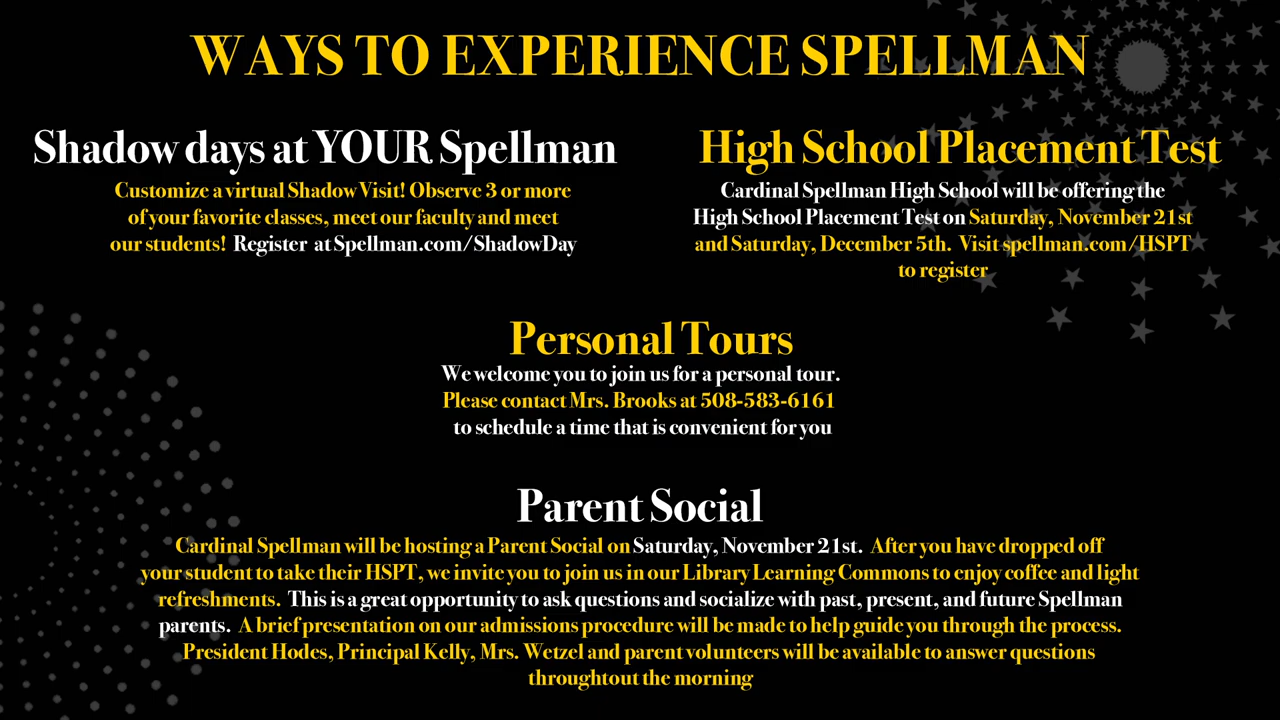 WAYS TO EXPERIENCE SPELLMAN
Shadow days at YOUR Spellman
Customize a virtual Shadow Visit! Observe 3 or more
of your favorite classes, meet our faculty and meet
our students! Register at Spellman.com/ShadowDay
High School Placement Test
Cardinal Spellman High School will be offering the
High School Placement Test on Saturday, November 21st
and Saturday, December 5th. Visit spellman.com/HSPT
to register
Personal Tours
We welcome you to join us for a personal tour.
Please contact Mrs. Brooks at 508-583-6161
to schedule a time that is convenient for you
Parent Social
Cardinal Spellman will be hosting a Parent Social on Saturday, November 21st. After you have dropped off
your student to take their HSPT, we invite you to join us in our Library Learning Commons to enjoy coffee and light
refreshments. This is a great opportunity to ask questions and socialize with past, present, and future Spellman
parents. A brief presentation on our admissions procedure will be made to help guide you through the process.
President Hodes, Principal Kelly, Mrs. Wetzel and parent volunteers will be available to answer questions
throughtout the morning